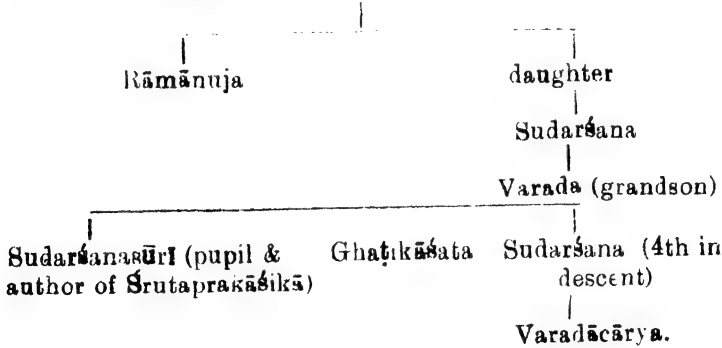 Rāmānuja daughter
Sudarśana
Varada (grandson)
Sudarśanasūrī (pupil & Ghaṭikāśata Sudarśana (4th in
author of Śrutaprakāśikā) descent)
Varadācārya.